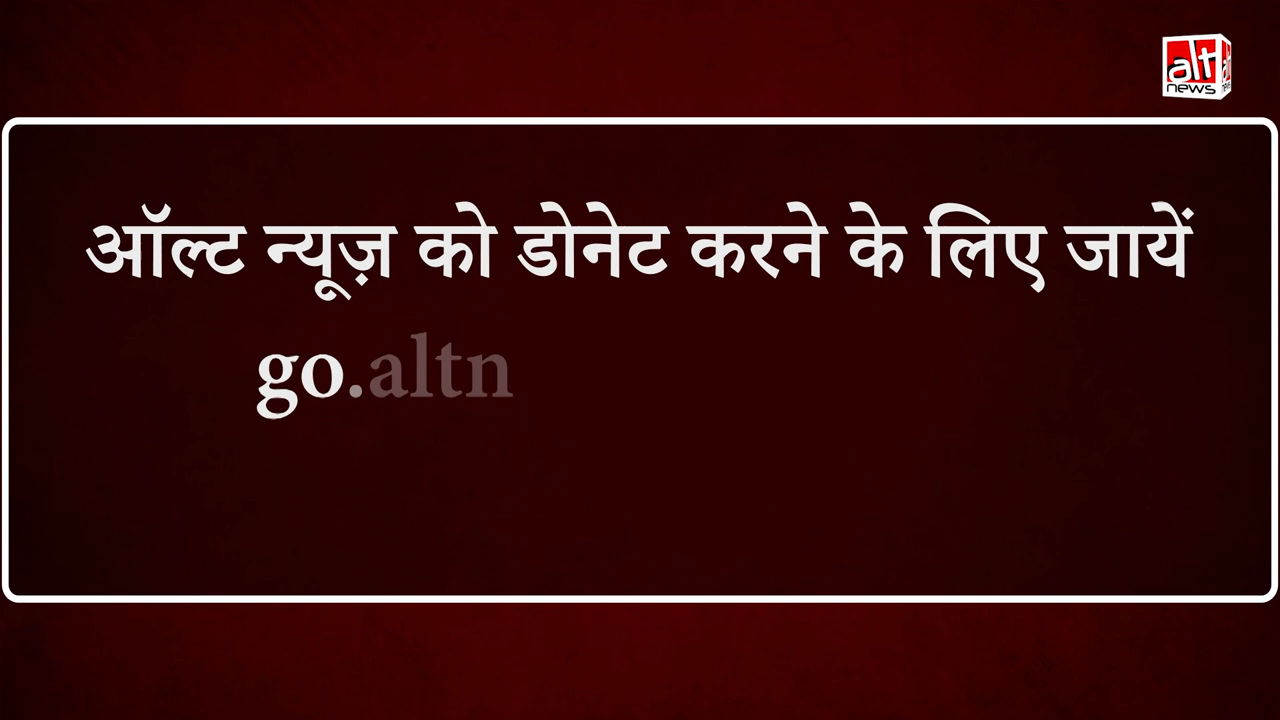 alt
news
ऑल्ट न्यूज़ को डोनेट करने के लिए जायें
go.altn